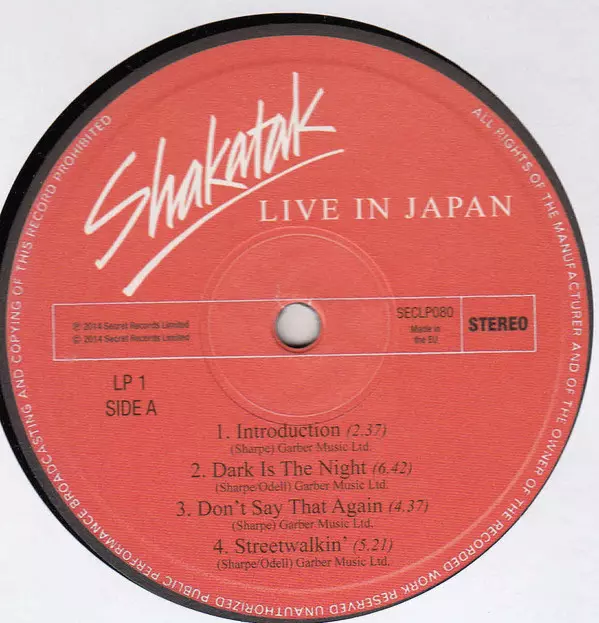 Shakatak
LIVE IN JAPAN
℗ 2014 Secret Records Limited
© 2014 Secret Records Limited
SECLP080
Made in
the EU
STEREO
LP 1
SIDE A
1. Introduction (2.37)
(Sharpe) Garber Music Ltd.
2. Dark Is The Night (6.42)
(Sharpe/Odell) Garber Music Ltd.
3. Don't Say That Again (4.37)
(Sharpe) Garber Music Ltd.
4. Streetwalkin' (5.21)
(Sharpe/Odell) Garber Music Ltd.
ALL RIGHTS OF THE MANUFACTURER AND OF THE OWNER OF THE RECORDED WORK RESERVED UNAUTHORIZED PUBLIC PERFORMANCE BROADCASTING AND COPYING OF THIS RECORD PROHIBITED